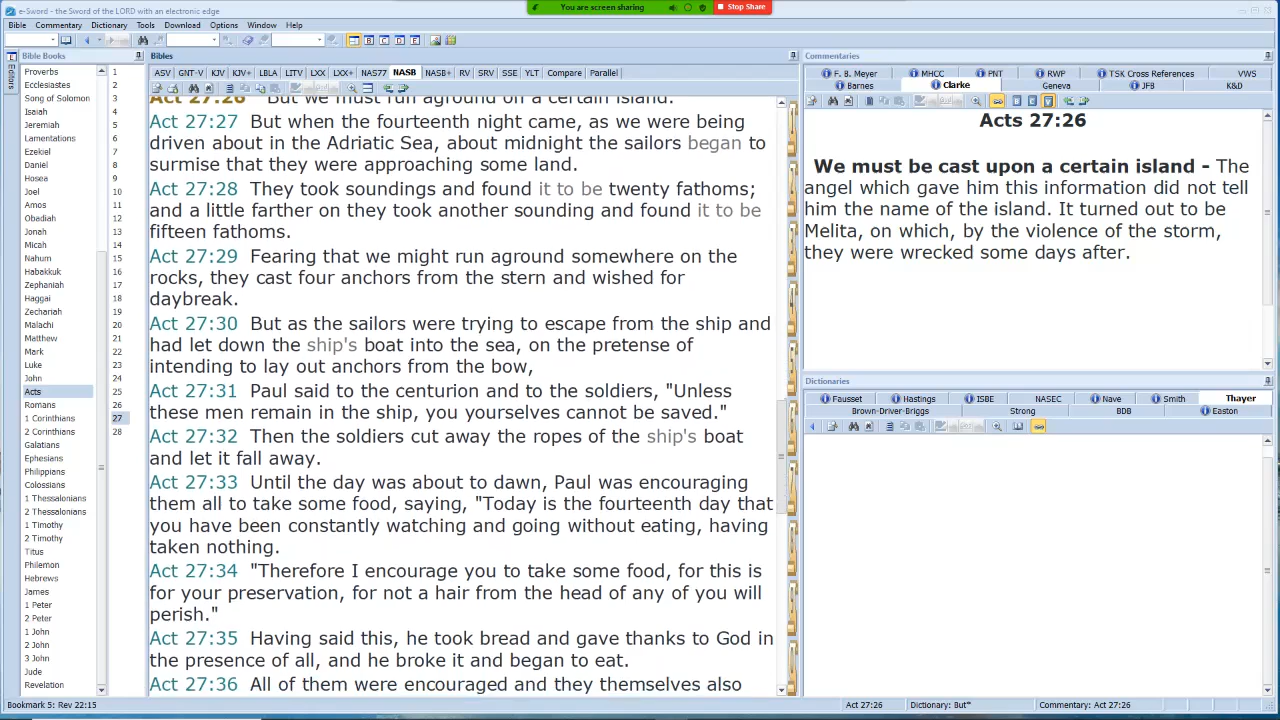 e-Sword - the Sword of the LORD with an electronic edge
You are screen sharing
Stop Share
Bible Commentary Dictionary Tools Download Options Window Help
B C D E
Editors
Bible Books
Proverbs
Ecclesiastes
Song of Solomon
Isaiah
Jeremiah
Lamentations
Ezekiel
Daniel
Hosea
Joel
Amos
Obadiah
Jonah
Micah
Nahum
Habakkuk
Zephaniah
Haggai
Zechariah
Malachi
Matthew
Mark
Luke
John
Acts
Romans
1 Corinthians
2 Corinthians
Galatians
Ephesians
Philippians
Colossians
1 Thessalonians
2 Thessalonians
1 Timothy
2 Timothy
Titus
Philemon
Hebrews
James
1 Peter
2 Peter
1 John
2 John
3 John
Jude
Revelation
1
2
3
4
5
6
7
8
9
10
11
12
13
14
15
16
17
18
19
20
21
22
23
24
25
26
27
28
Bibles
ASV GNT-V KJV KJV+ LBLA LITV LXX LXX+ NAS77 NASB NASB+ RV SRV SSE YLT Compare Parallel
Act 27:26 But we must run aground on a certain island."
Act 27:27 But when the fourteenth night came, as we were being
driven about in the Adriatic Sea, about midnight the sailors began to
surmise that they were approaching some land.
Act 27:28 They took soundings and found it to be twenty fathoms;
and a little farther on they took another sounding and found it to be
fifteen fathoms.
Act 27:29 Fearing that we might run aground somewhere on the
rocks, they cast four anchors from the stern and wished for
daybreak.
Act 27:30 But as the sailors were trying to escape from the ship and
had let down the ship's boat into the sea, on the pretense of
intending to lay out anchors from the bow,
Act 27:31 Paul said to the centurion and to the soldiers, "Unless
these men remain in the ship, you yourselves cannot be saved."
Act 27:32 Then the soldiers cut away the ropes of the ship's boat
and let it fall away.
Act 27:33 Until the day was about to dawn, Paul was encouraging
them all to take some food, saying, "Today is the fourteenth day that
you have been constantly watching and going without eating, having
taken nothing.
Act 27:34 "Therefore I encourage you to take some food, for this is
for your preservation, for not a hair from the head of any of you will
perish."
Act 27:35 Having said this, he took bread and gave thanks to God in
the presence of all, and he broke it and began to eat.
Act 27:36 All of them were encouraged and they themselves also
Commentaries
F. B. Meyer MHCC PNT RWP TSK Cross References VWS
Barnes Clarke Geneva JFB K&D
Acts 27:26
We must be cast upon a certain island - The
angel which gave him this information did not tell
him the name of the island. It turned out to be
Melita, on which, by the violence of the storm,
they were wrecked some days after.
Dictionaries
Fausset Hastings ISBE NASEC Nave Smith Thayer
Brown-Driver-Briggs Strong BDB Easton
Bookmark 5: Rev 22:15
Act 27:26
Dictionary: But*
Commentary: Act 27:26